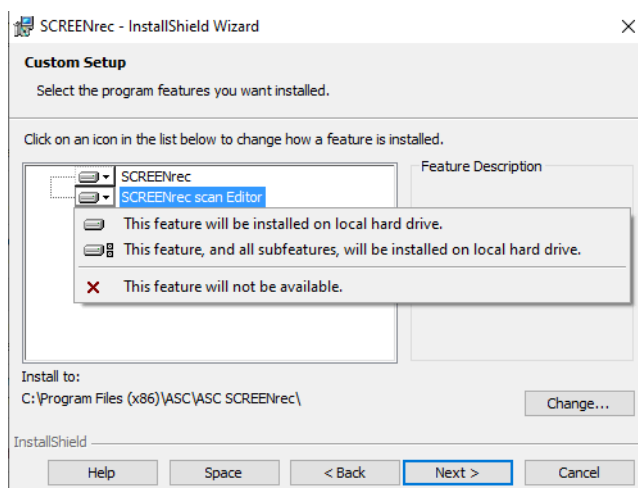 SCREENrec - InstallShield Wizard
Custom Setup
Select the program features you want installed.
Click on an icon in the list below to change how a feature is installed.
SCREENrec
SCREENrec scan Editor
Feature Description
This feature will be installed on local hard drive.
This feature, and all subfeatures, will be installed on local hard drive.
This feature will not be available.
Install to:
C:\Program Files (x86)\ASC\ASC SCREENrec\
Change...
InstallShield
Help Space < Back Next > Cancel